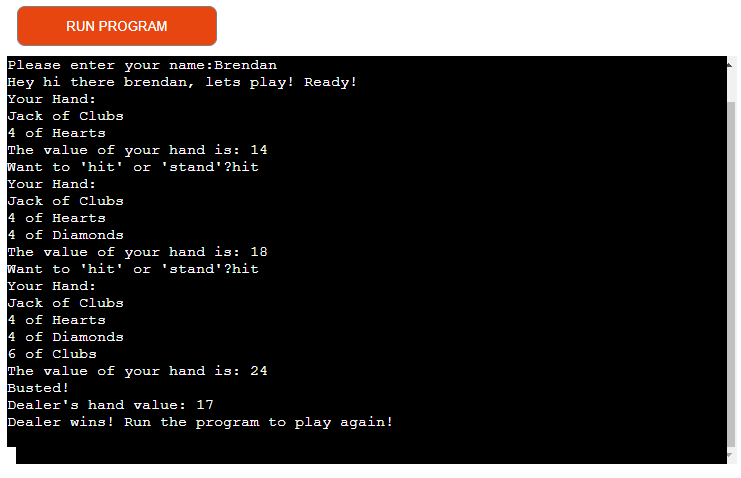 RUN PROGRAM
Please enter your name:Brendan
Hey hi there brendan, lets play! Ready!
Your Hand:
Jack of Clubs
4 of Hearts
The value of your hand is: 14
Want to 'hit' or 'stand'?hit
Your Hand:
Jack of Clubs
4 of Hearts
4 of Diamonds
The value of your hand is: 18
Want to 'hit' or 'stand'?hit
Your Hand:
Jack of Clubs
4 of Hearts
4 of Diamonds
6 of Clubs
The value of your hand is: 24
Busted!
Dealer's hand value: 17
Dealer wins! Run the program to play again!